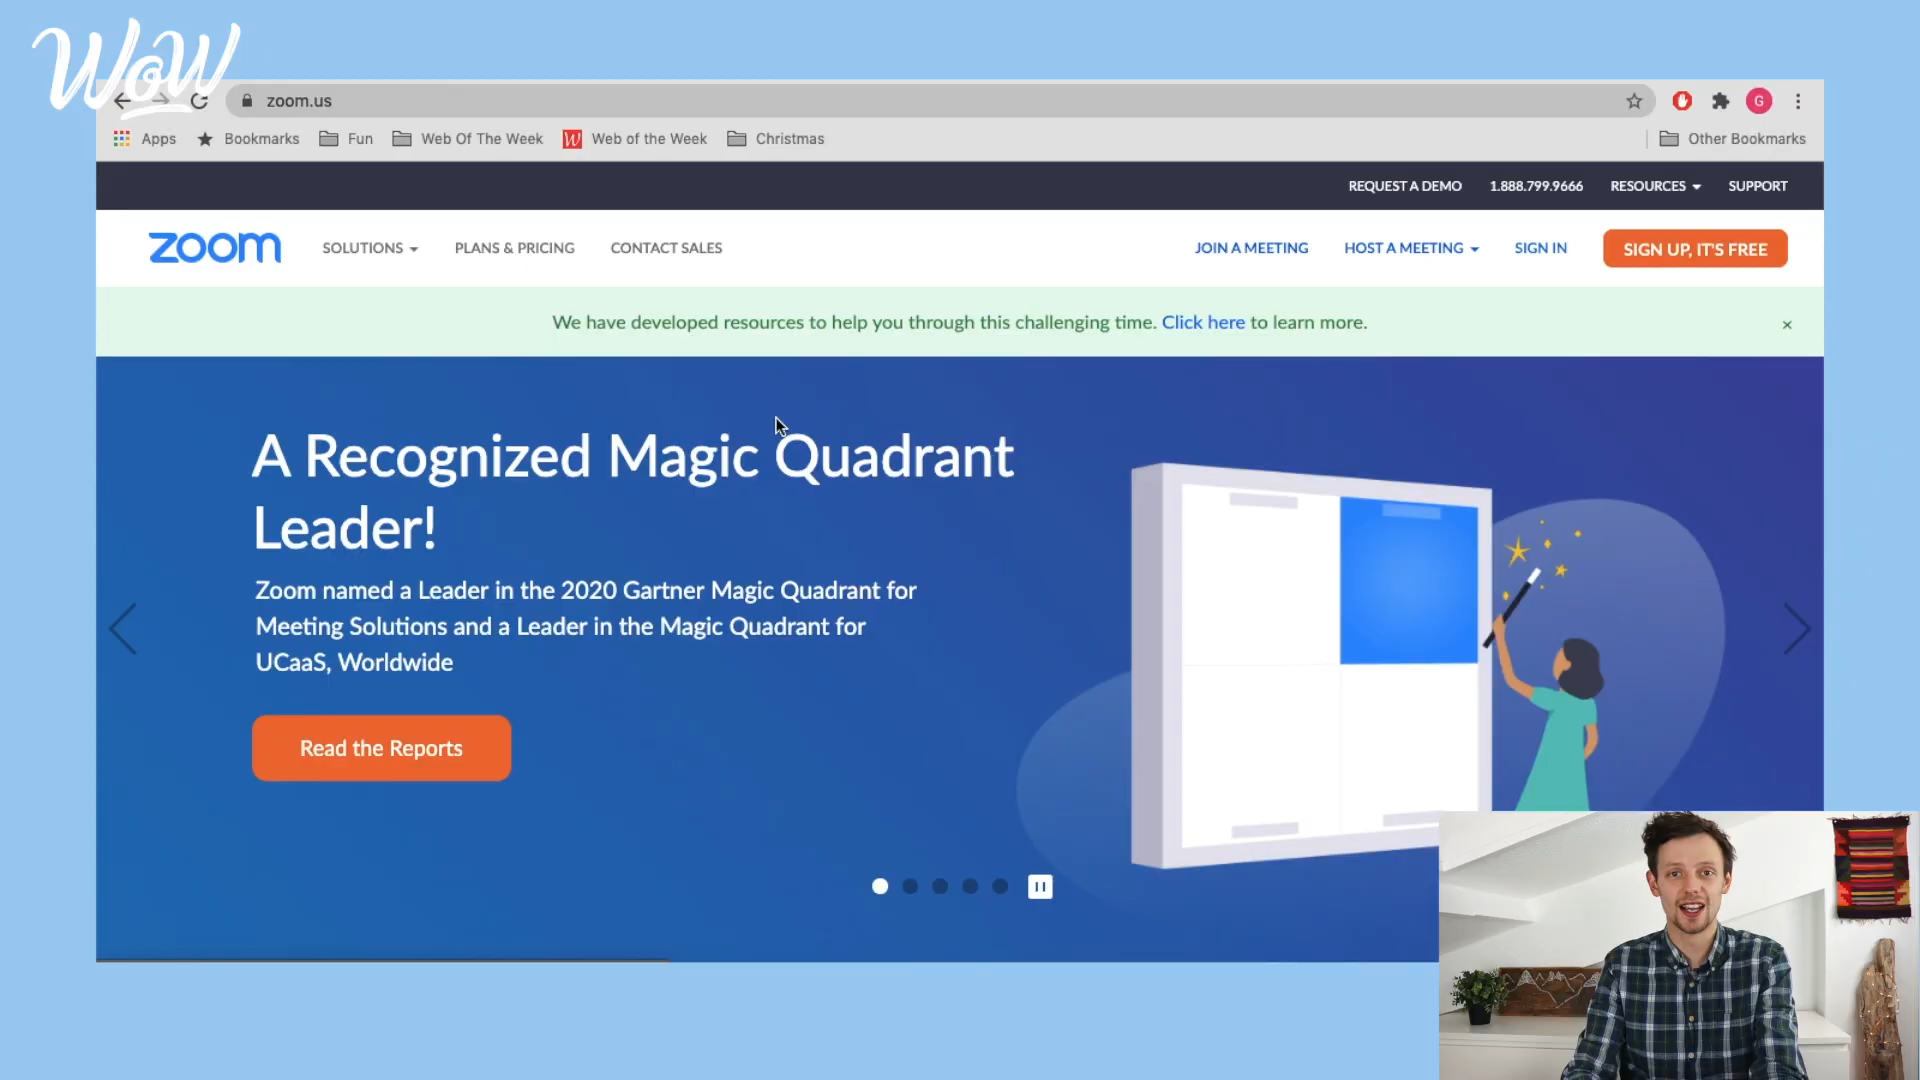 WoW
zoom.us
G
Apps
Bookmarks
Fun
Web Of The Week
W
Web of the Week
Christmas
Other Bookmarks
REQUEST A DEMO
1.888.799.9666
RESOURCES
SUPPORT
zoom
SOLUTIONS
PLANS & PRICING
CONTACT SALES
JOIN A MEETING
HOST A MEETING
SIGN IN
SIGN UP, IT'S FREE
We have developed resources to help you through this challenging time. Click here to learn more.
A Recognized Magic Quadrant
Leader!
Zoom named a Leader in the 2020 Gartner Magic Quadrant for
Meeting Solutions and a Leader in the Magic Quadrant for
UCaaS, Worldwide
Read the Reports